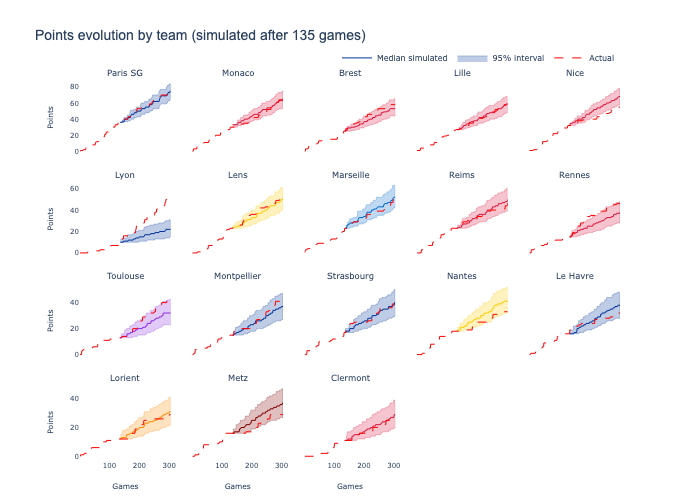 Points evolution by team (simulated after 135 games)
Median simulated 95% interval Actual
Paris SG Monaco Brest Lille Nice
80
60
40
20
0
Points
Lyon Lens Marseille Reims Rennes
60
40
20
0
Points
Toulouse Montpellier Strasbourg Nantes Le Havre
40
20
0
Points
Lorient Metz Clermont
40
20
0
Points
100 200 300 100 200 300 100 200 300
Games Games Games